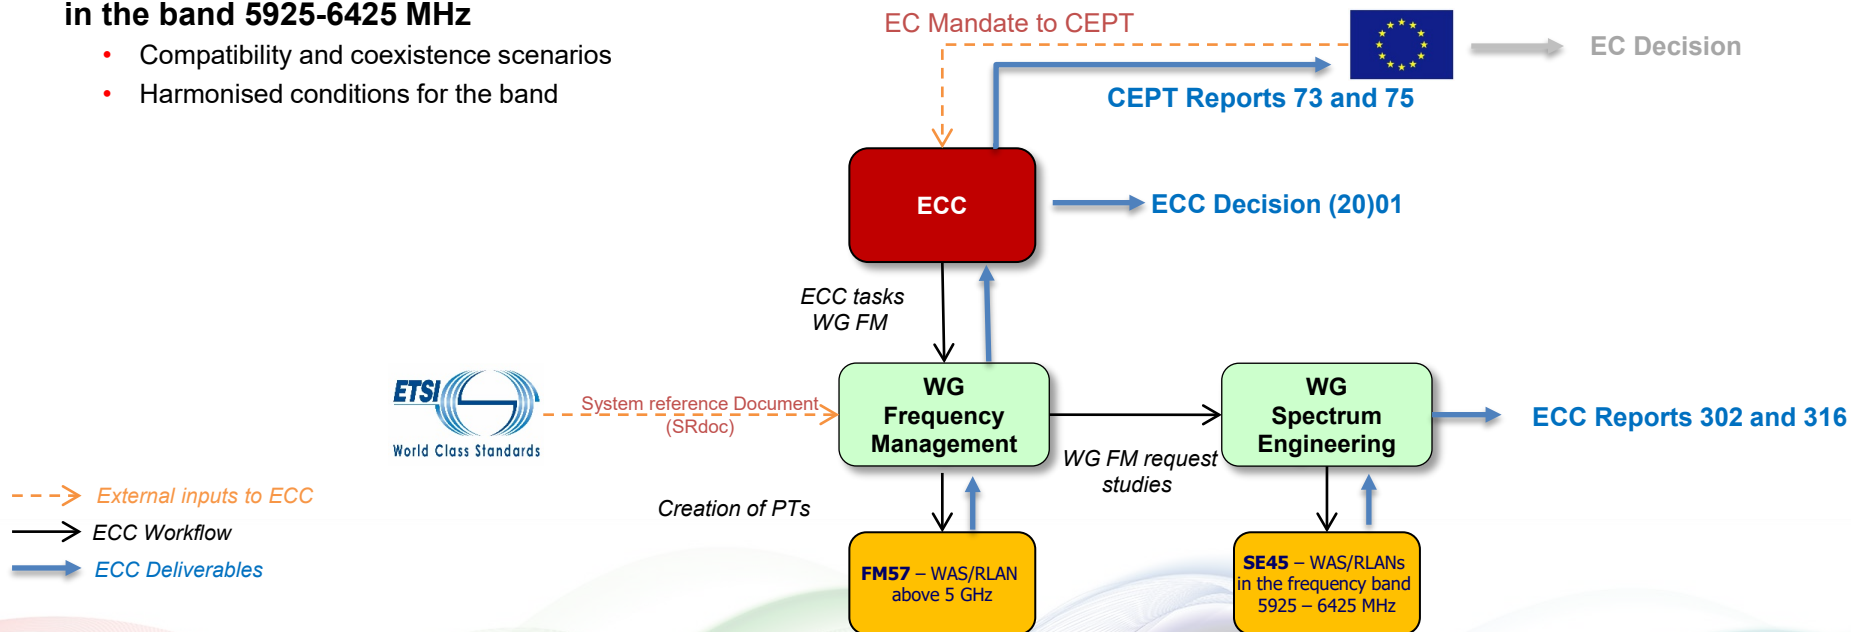 in the band 5925-6425 MHz
• Compatibility and coexistence scenarios
• Harmonised conditions for the band
EC Mandate to CEPT
EC Decision
CEPT Reports 73 and 75
ECC
ECC Decision (20)01
ECC tasks
WG FM
ETSI
World Class Standards
System reference Document
(SRdoc)
WG
Frequency
Management
WG FM request
studies
WG
Spectrum
Engineering
ECC Reports 302 and 316
External inputs to ECC
ECC Workflow
ECC Deliverables
Creation of PTs
FM57 – WAS/RLAN
above 5 GHz
SE45 – WAS/RLANs
in the frequency band
5925 – 6425 MHz